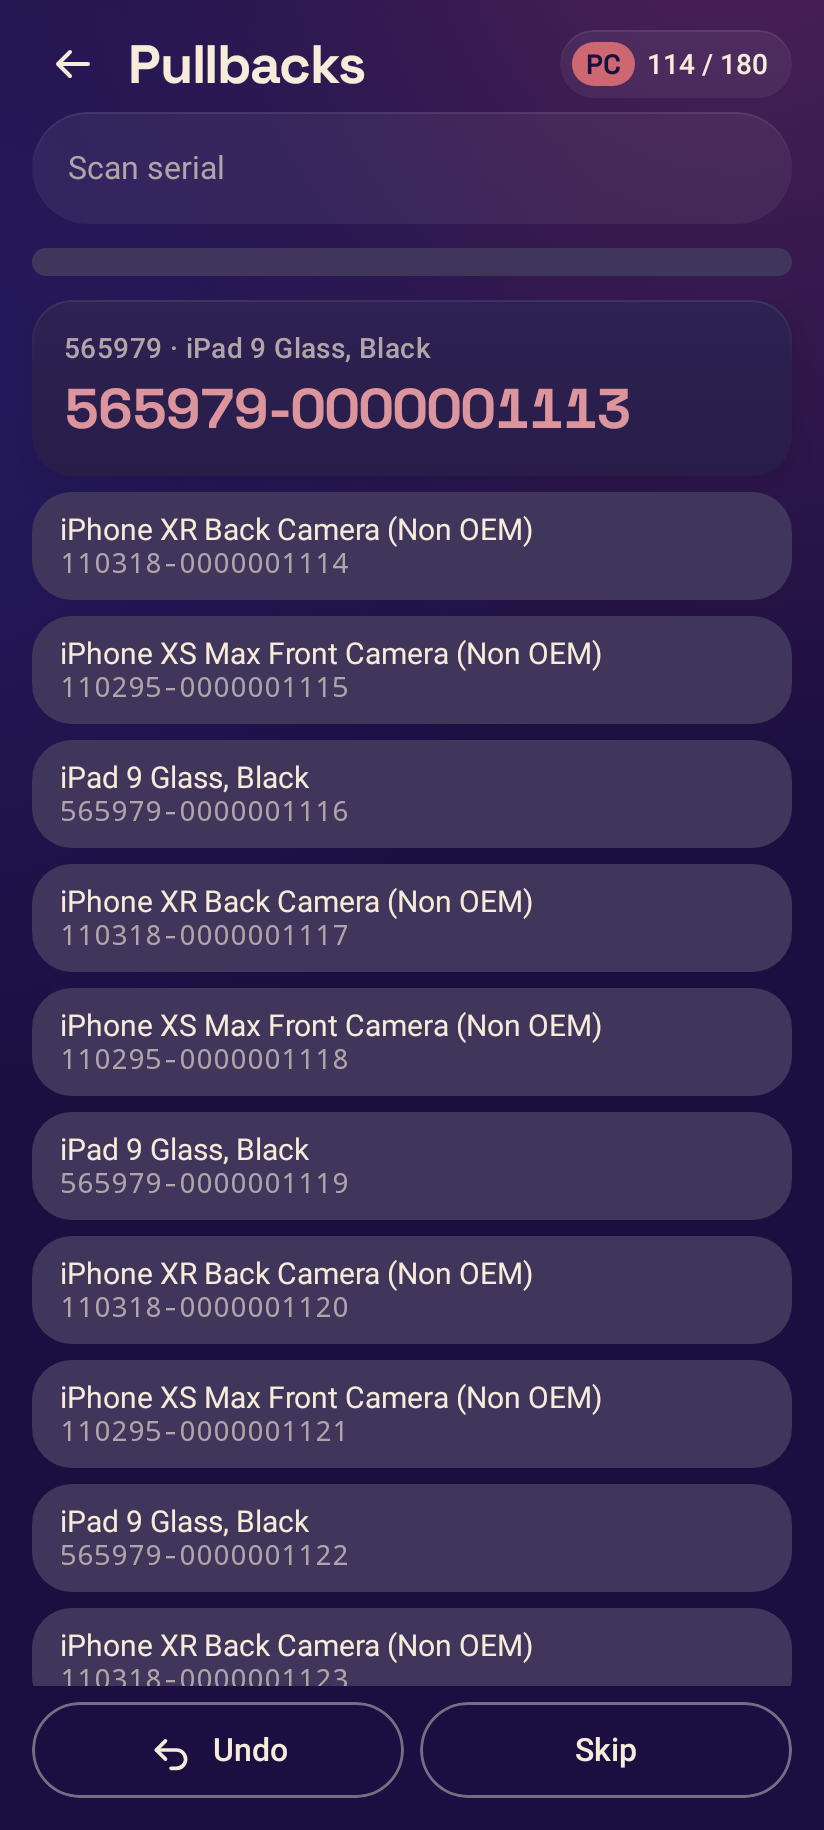 Pullbacks
PC 114 / 180
Scan serial
565979 · iPad 9 Glass, Black
565979-0000001113
iPhone XR Back Camera (Non OEM)
110318-0000001114
iPhone XS Max Front Camera (Non OEM)
110295-0000001115
iPad 9 Glass, Black
565979-0000001116
iPhone XR Back Camera (Non OEM)
110318-0000001117
iPhone XS Max Front Camera (Non OEM)
110295-0000001118
iPad 9 Glass, Black
565979-0000001119
iPhone XR Back Camera (Non OEM)
110318-0000001120
iPhone XS Max Front Camera (Non OEM)
110295-0000001121
iPad 9 Glass, Black
565979-0000001122
iPhone XR Back Camera (Non OEM)
110318-0000001123
Undo
Skip